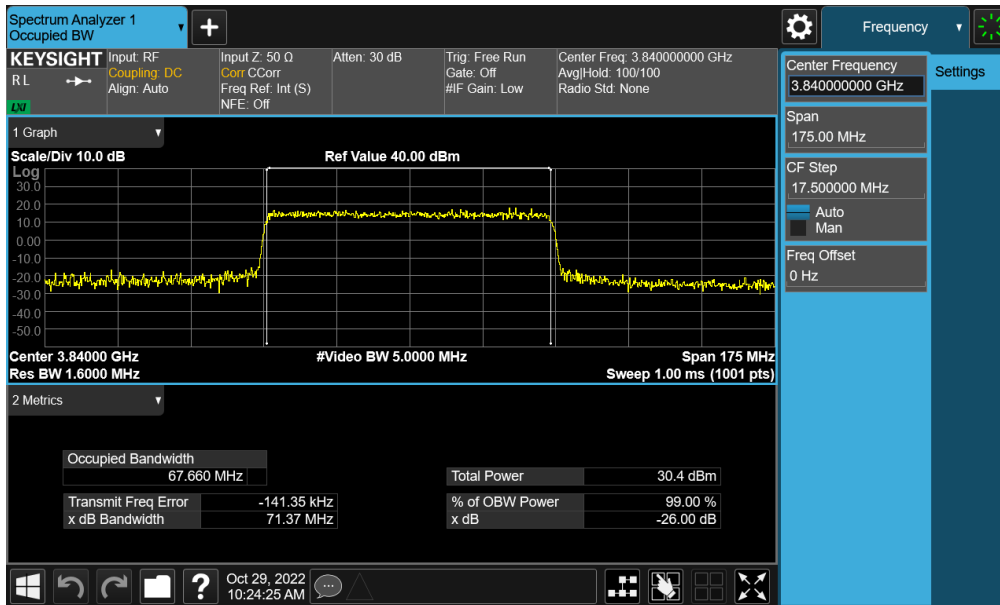 Spectrum Analyzer 1
Occupied BW
+
Frequency
KEYSIGHT
R L
LXI
Input: RF
Coupling: DC
Align: Auto
Input Z: 50 Ω
Corr CCorr
Freq Ref: Int (S)
NFE: Off
Atten: 30 dB
Trig: Free Run
Gate: Off
#IF Gain: Low
Center Freq: 3.840000000 GHz
Avg|Hold: 100/100
Radio Std: None
Center Frequency
3.840000000 GHz
Settings
Span
175.00 MHz
CF Step
17.500000 MHz
Auto
Man
Freq Offset
0 Hz
1 Graph
Scale/Div 10.0 dB
Ref Value 40.00 dBm
Log
30.0
20.0
10.0
0.00
-10.0
-20.0
-30.0
-40.0
-50.0
Center 3.84000 GHz
#Video BW 5.0000 MHz
Span 175 MHz
Res BW 1.6000 MHz
Sweep 1.00 ms (1001 pts)
2 Metrics
Occupied Bandwidth
67.660 MHz
Total Power 30.4 dBm
Transmit Freq Error -141.35 kHz
% of OBW Power 99.00 %
x dB Bandwidth 71.37 MHz
x dB -26.00 dB
?
Oct 29, 2022
10:24:25 AM